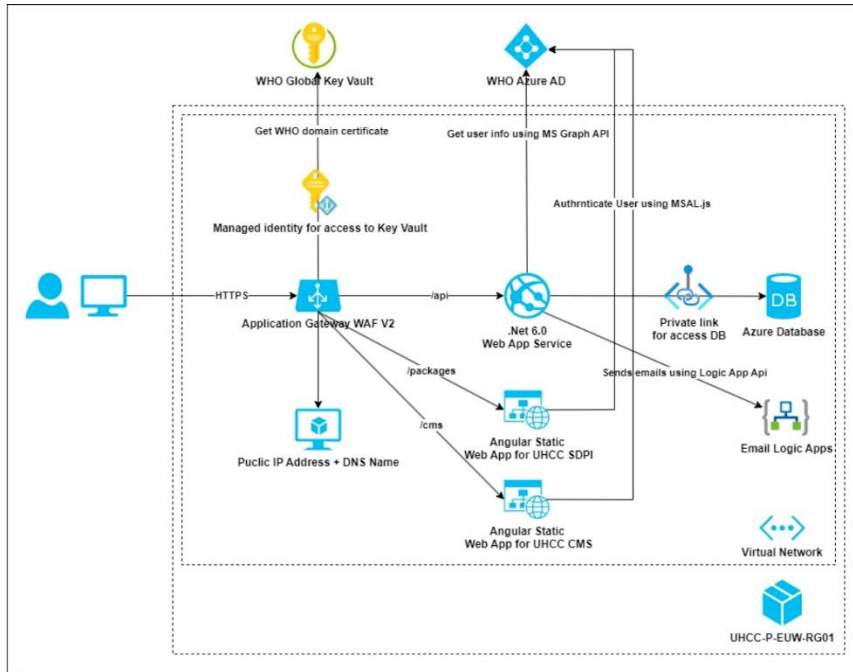 WHO Global Key Vault
WHO Azure AD
Get WHO domain certificate
Get user info using MS Graph API
Managed identity for access to Key Vault
Authrnticate User using MSAL.js
HTTPS
/api
Application Gateway WAF V2
.Net 6.0
Web App Service
Private link
for access DB
DB
Azure Database
/packages
Sends emails using Logic App Api
/cms
Puclic IP Address + DNS Name
Angular Static
Web App for UHCC SDPI
Email Logic Apps
Angular Static
Web App for UHCC CMS
Virtual Network
UHCC-P-EUW-RG01